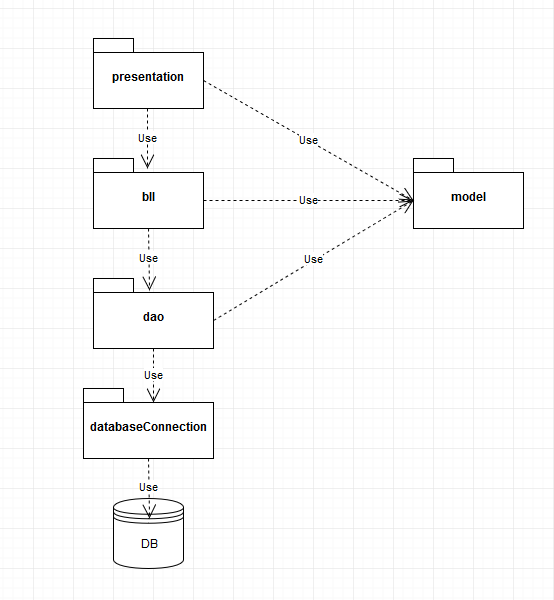 presentation
Use
Use
bll
Use
model
Use
Use
dao
Use
databaseConnection
Use
DB